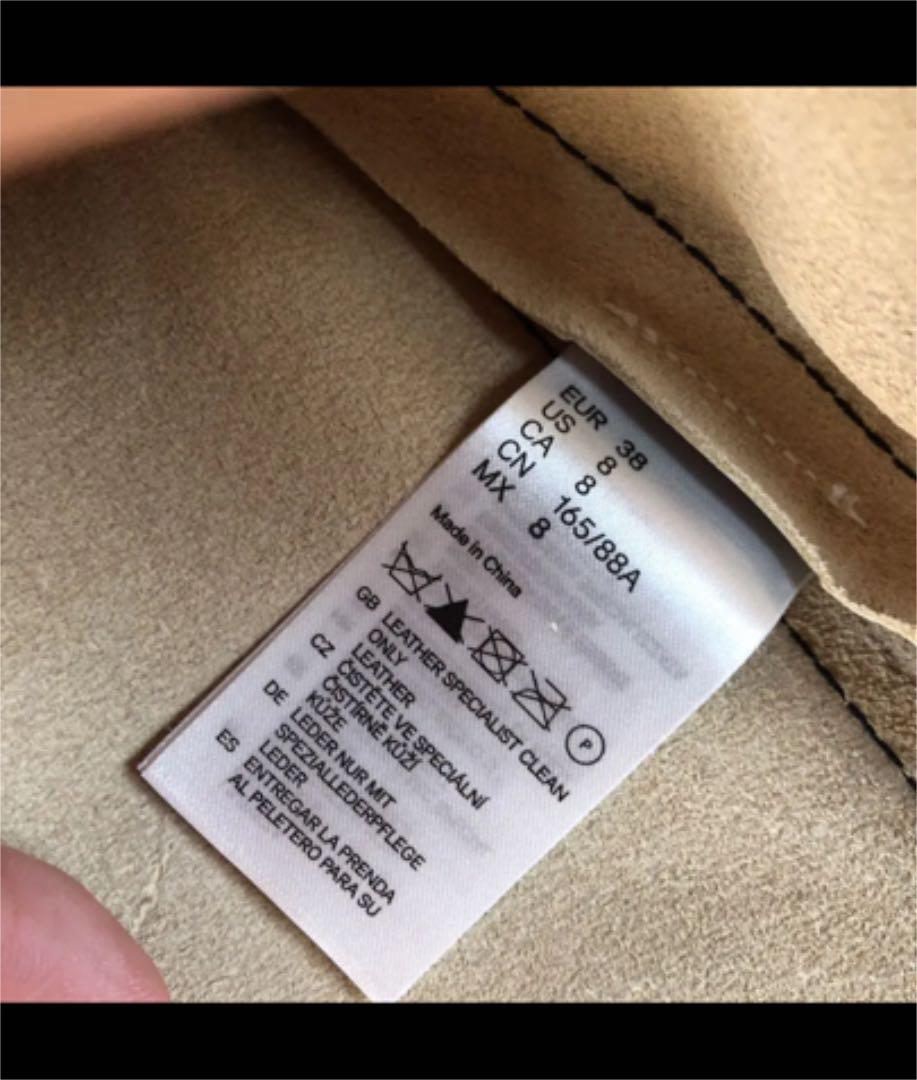 EUR 38
US 8
CA 8
CN 165/88A
MX 8
Made in China
P
GB LEATHER SPECIALIST CLEAN
ONLY
LEATHER
CZ ČISTĚTE VE SPECIÁLNÍ
ČISTÍRNĚ KŮŽÍ
KŮŽE
DE LEDER NUR MIT
SPEZIALLEDERPFLEGE
LEDER
ES ENTREGAR LA PRENDA
AL PELETERO PARA SU